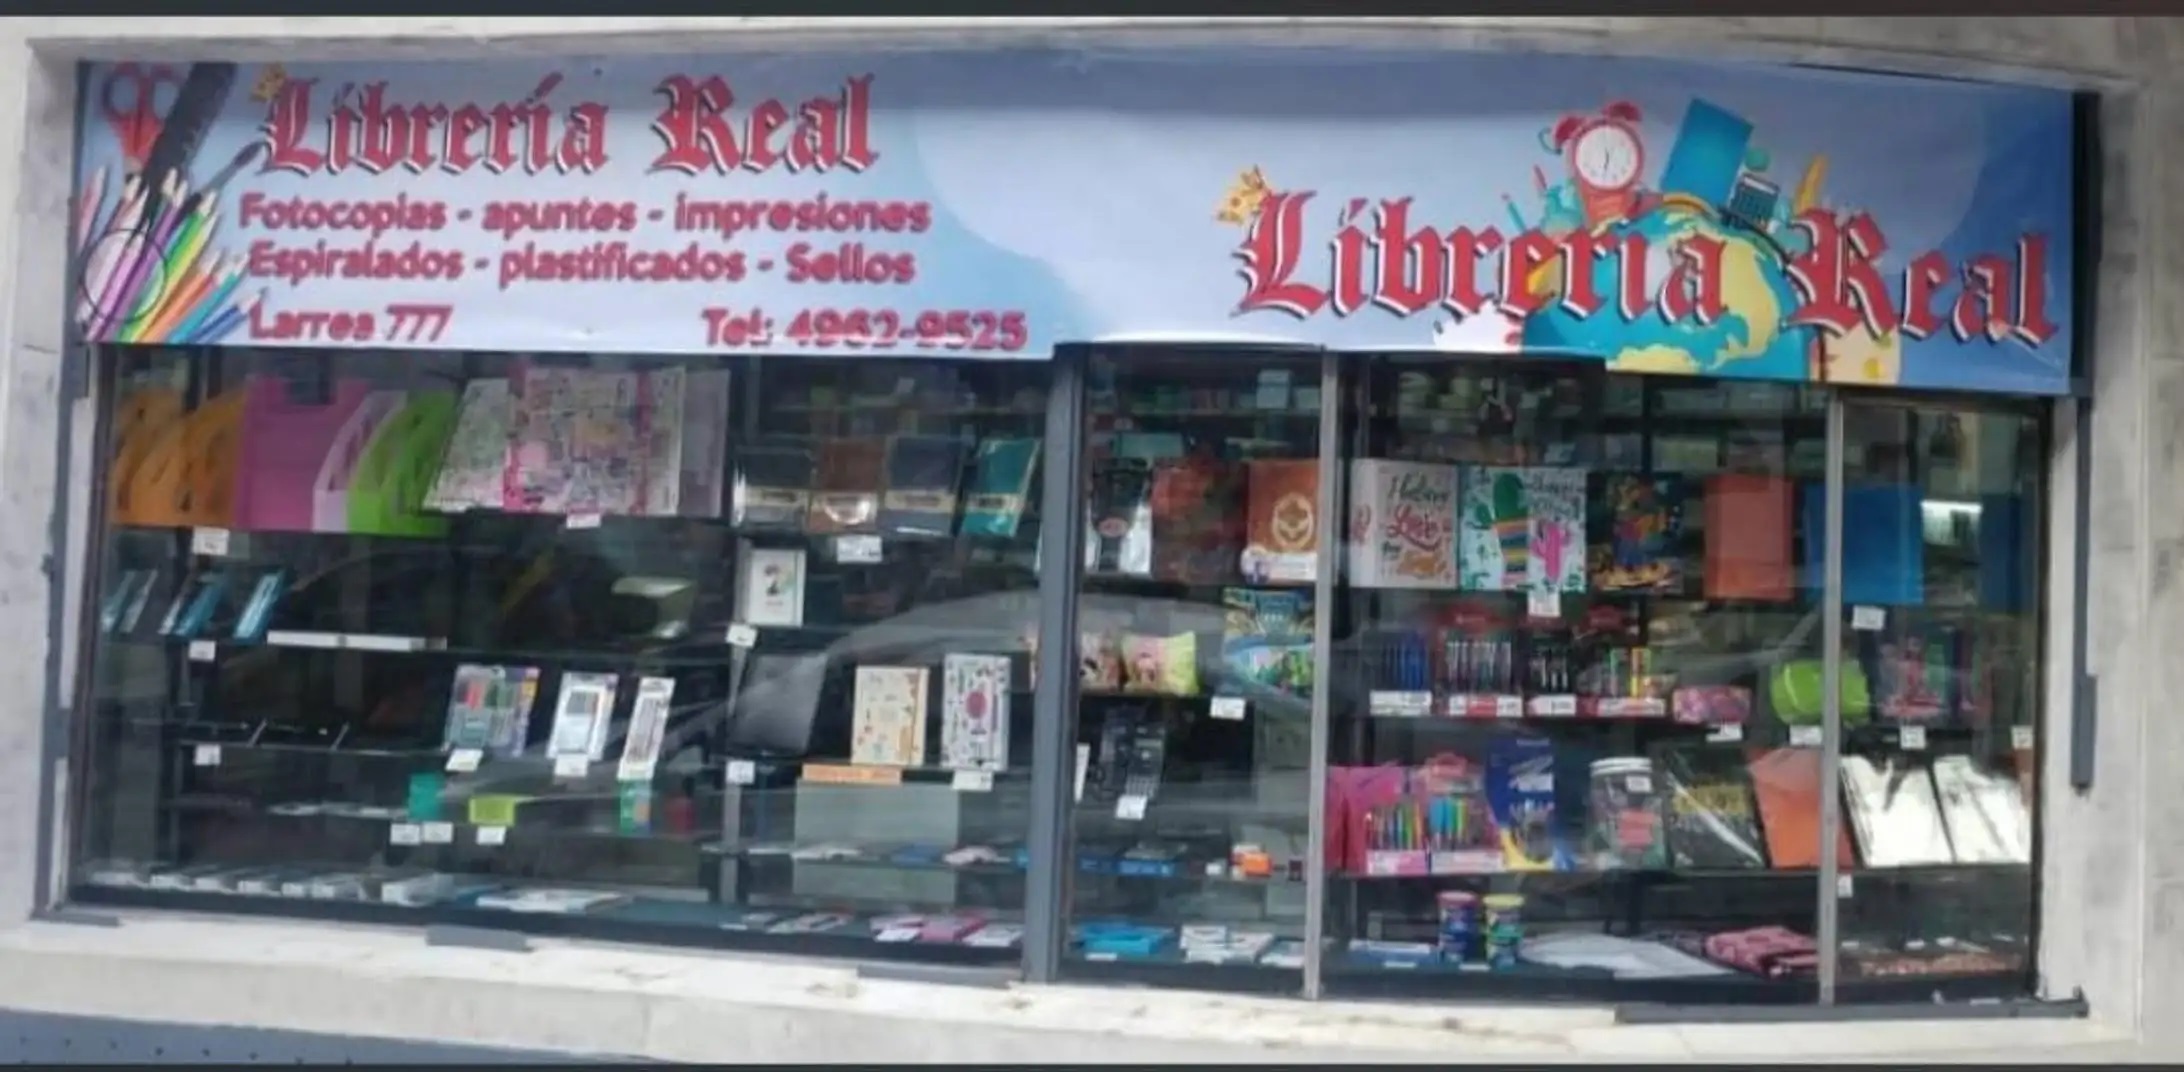 Librería Real
Fotocopias - apuntes - impresiones
Espiralados - plastificados - Sellos
Larrea 777
Tel: 4962-9525
Librería Real